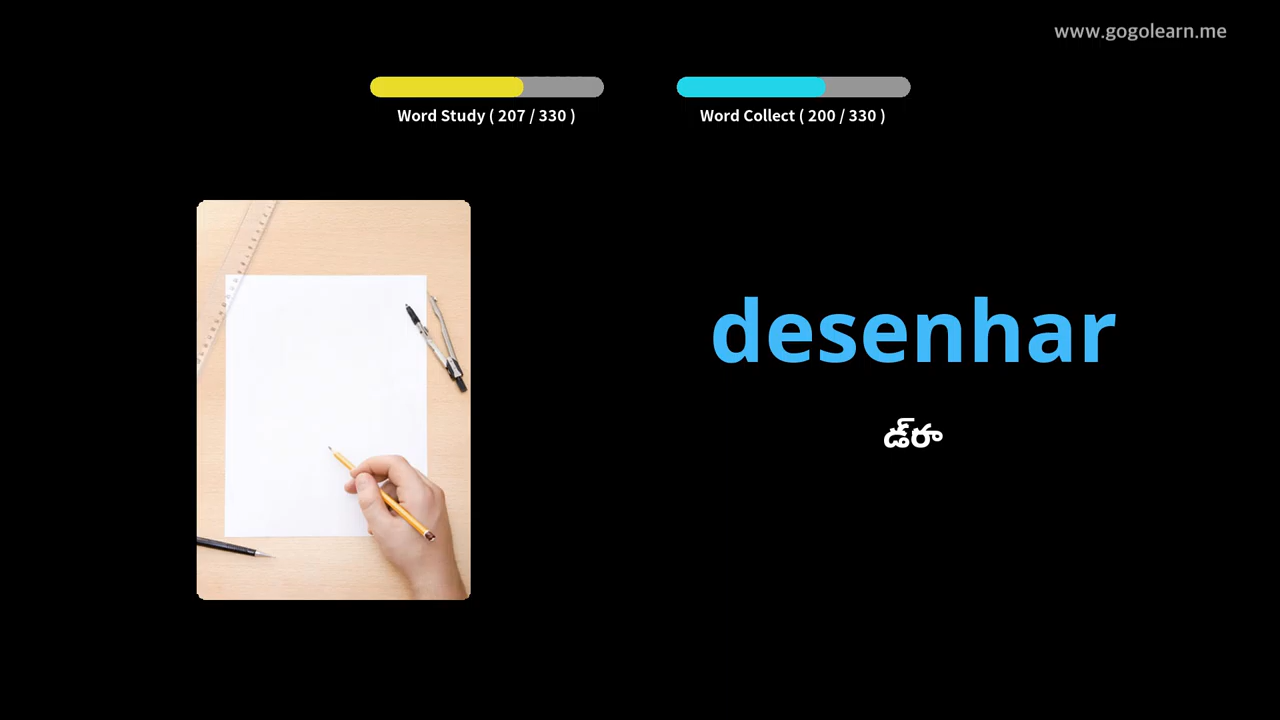 www.gogolearn.me
Word Study ( 207 / 330 )
Word Collect ( 200 / 330 )
desenhar
డ్‌రా